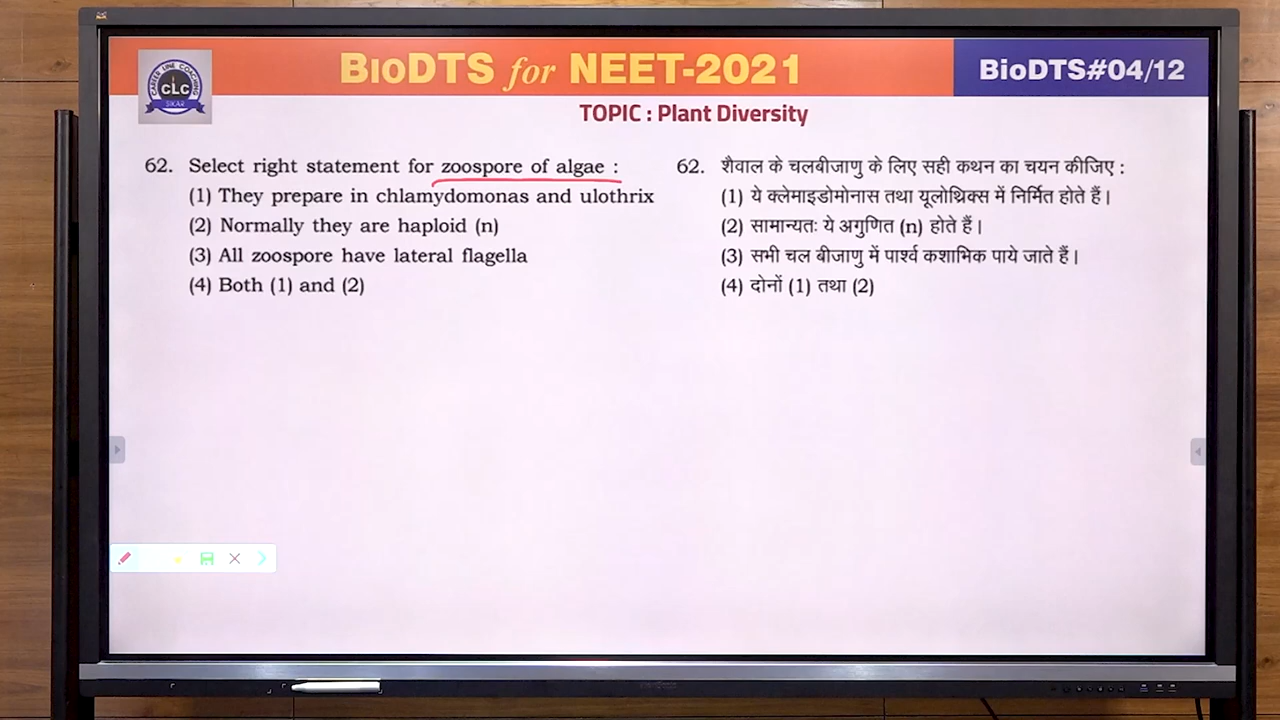 BIODTS for NEET-2021
BioDTS#04/12
CAREER LINE COACHING
CLC
SIKAR
TOPIC : Plant Diversity
62. Select right statement for zoospore of algae :
(1) They prepare in chlamydomonas and ulothrix
(2) Normally they are haploid (n)
(3) All zoospore have lateral flagella
(4) Both (1) and (2)
62. शैवाल के चलबीजाणु के लिए सही कथन का चयन कीजिए :
(1) ये क्लेमाइडोमोनास तथा यूलोथ्रिक्स में निर्मित होते हैं।
(2) सामान्यतः ये अगुणित (n) होते हैं।
(3) सभी चल बीजाणु में पार्श्व कशाभिक पाये जाते हैं।
(4) दोनों (1) तथा (2)